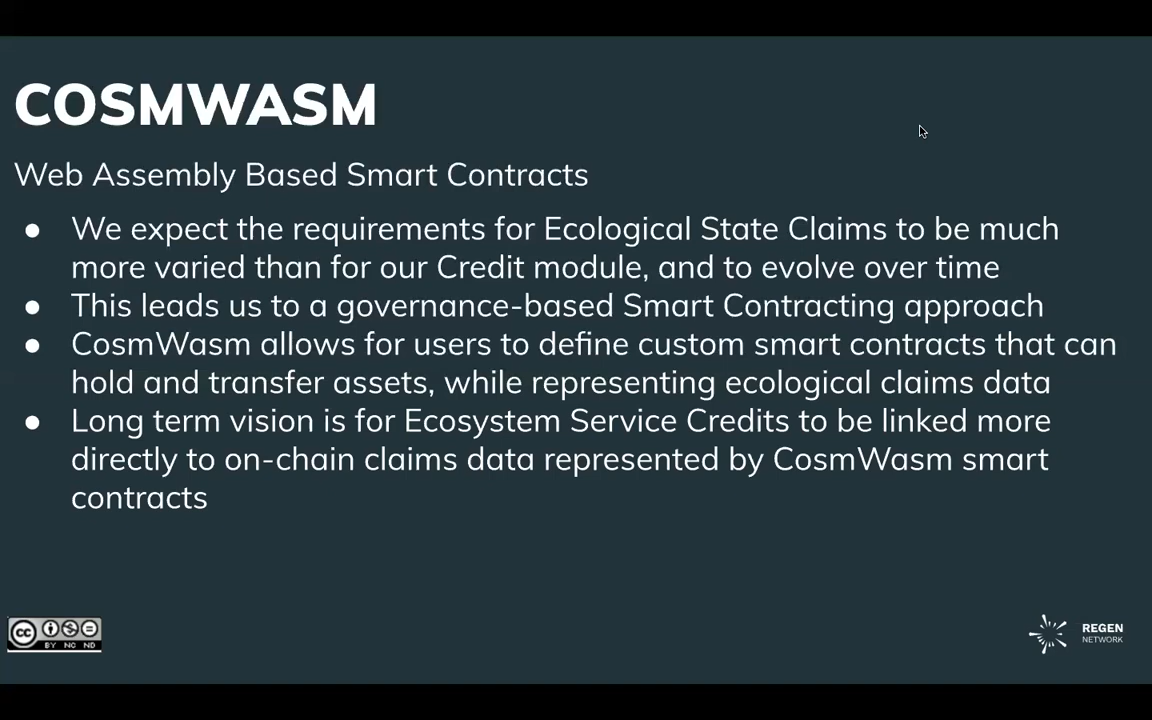 COSMWASM
Web Assembly Based Smart Contracts
● We expect the requirements for Ecological State Claims to be much
more varied than for our Credit module, and to evolve over time
● This leads us to a governance-based Smart Contracting approach
● CosmWasm allows for users to define custom smart contracts that can
hold and transfer assets, while representing ecological claims data
● Long term vision is for Ecosystem Service Credits to be linked more
directly to on-chain claims data represented by CosmWasm smart
contracts
cc
BY NC ND
REGEN
NETWORK